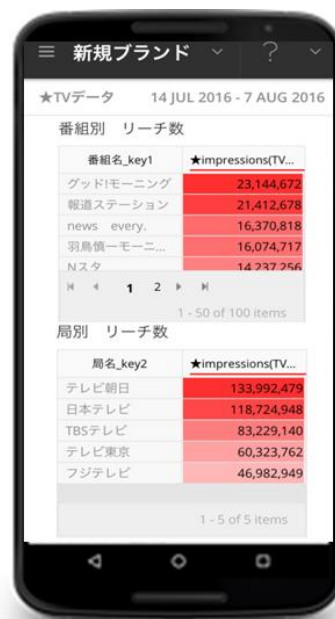 新規ブランド ?
★TVデータ 14 JUL 2016 - 7 AUG 2016
番組別 リーチ数
番組名_key1 ★impressions(TV...
グッド!モーニング 23,144,672
報道ステーション 21,412,678
news every. 16,370,818
羽鳥慎一モーニ... 16,074,717
Nスタ 14,237,256
1 2
1 - 50 of 100 items
局別 リーチ数
局名_key2 ★impressions(TV...
テレビ朝日 133,992,479
日本テレビ 118,724,948
TBSテレビ 83,229,140
テレビ東京 60,323,762
フジテレビ 46,982,949
1 - 5 of 5 items